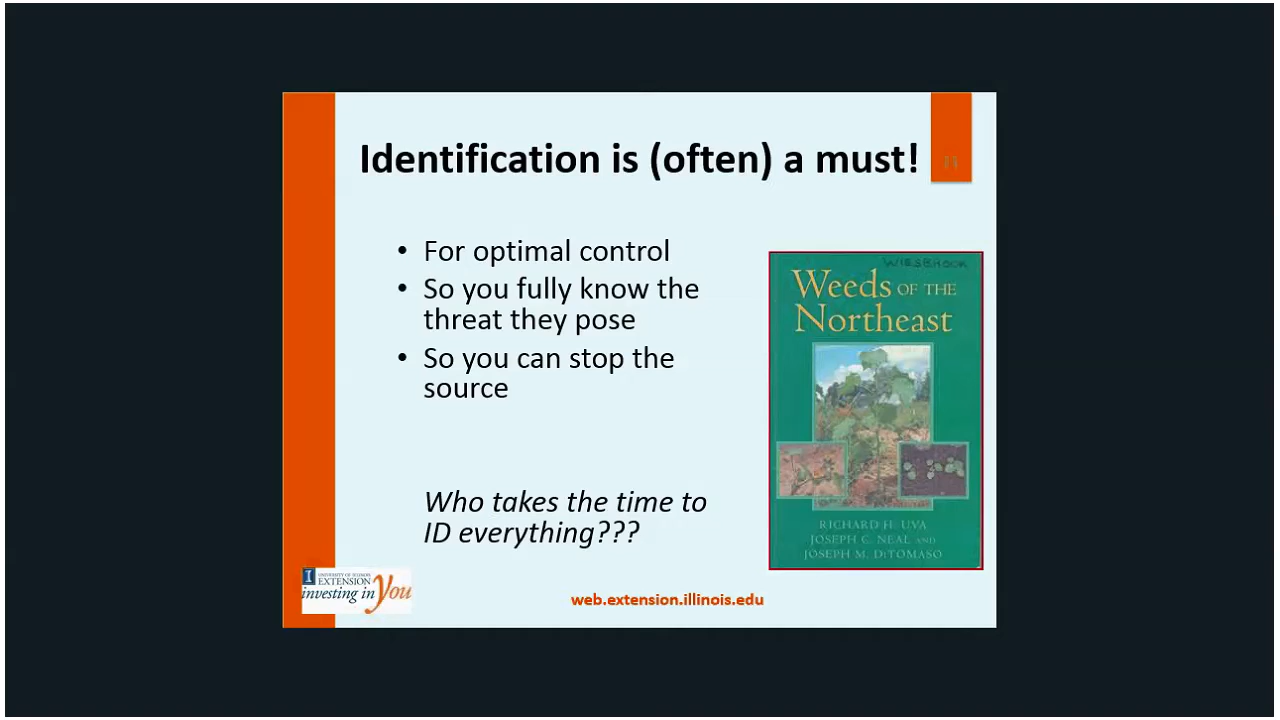 Identification is (often) a must!
11
• For optimal control
• So you fully know the
threat they pose
• So you can stop the
source
Who takes the time to
ID everything???
WIESBROOK
Weeds OF THE
Northeast
RICHARD H. UVA
JOSEPH C. NEAL AND
JOSEPH M. DITOMASO
I
UNIVERSITY OF ILLINOIS
EXTENSION
investing in You
web.extension.illinois.edu